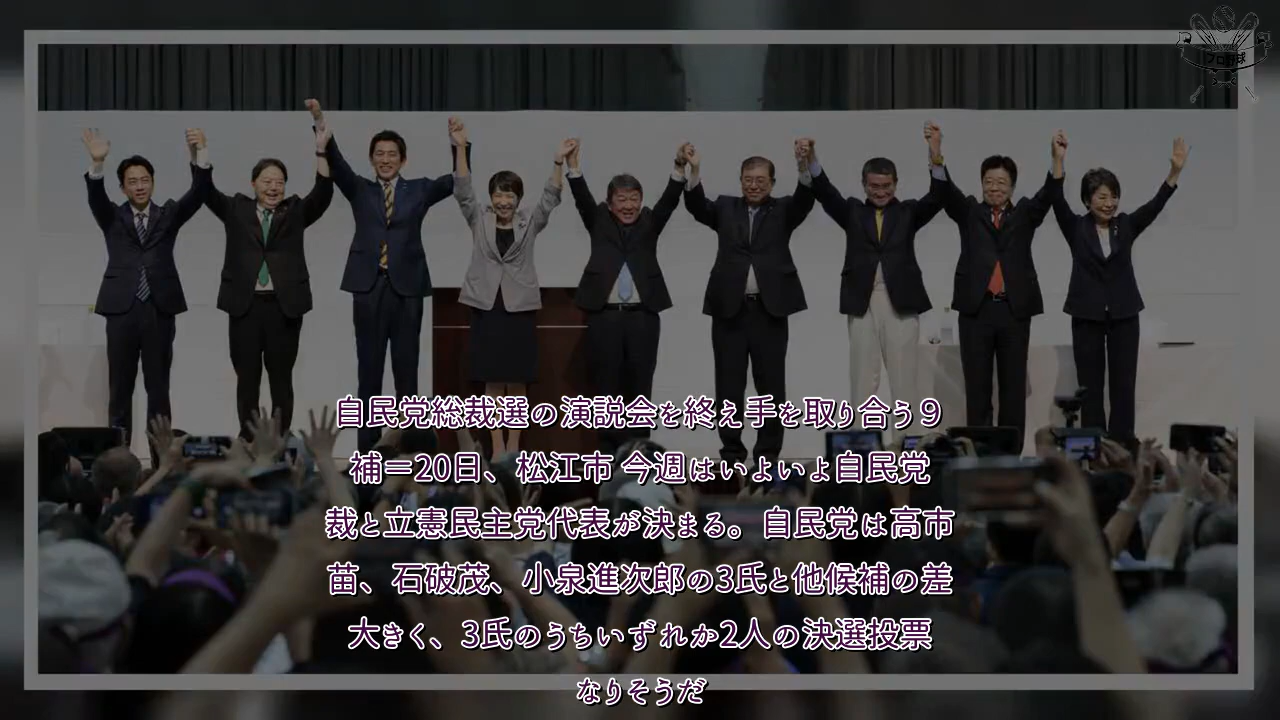 プロ野球
自民党総裁選の演説会を終え手を取り合う９
補＝20日、松江市 今週はいよいよ自民党
裁と立憲民主党代表が決まる。自民党は高市
苗、石破茂、小泉進次郎の3氏と他候補の差
大きく、3氏のうちいずれか2人の決選投票
なりそうだ